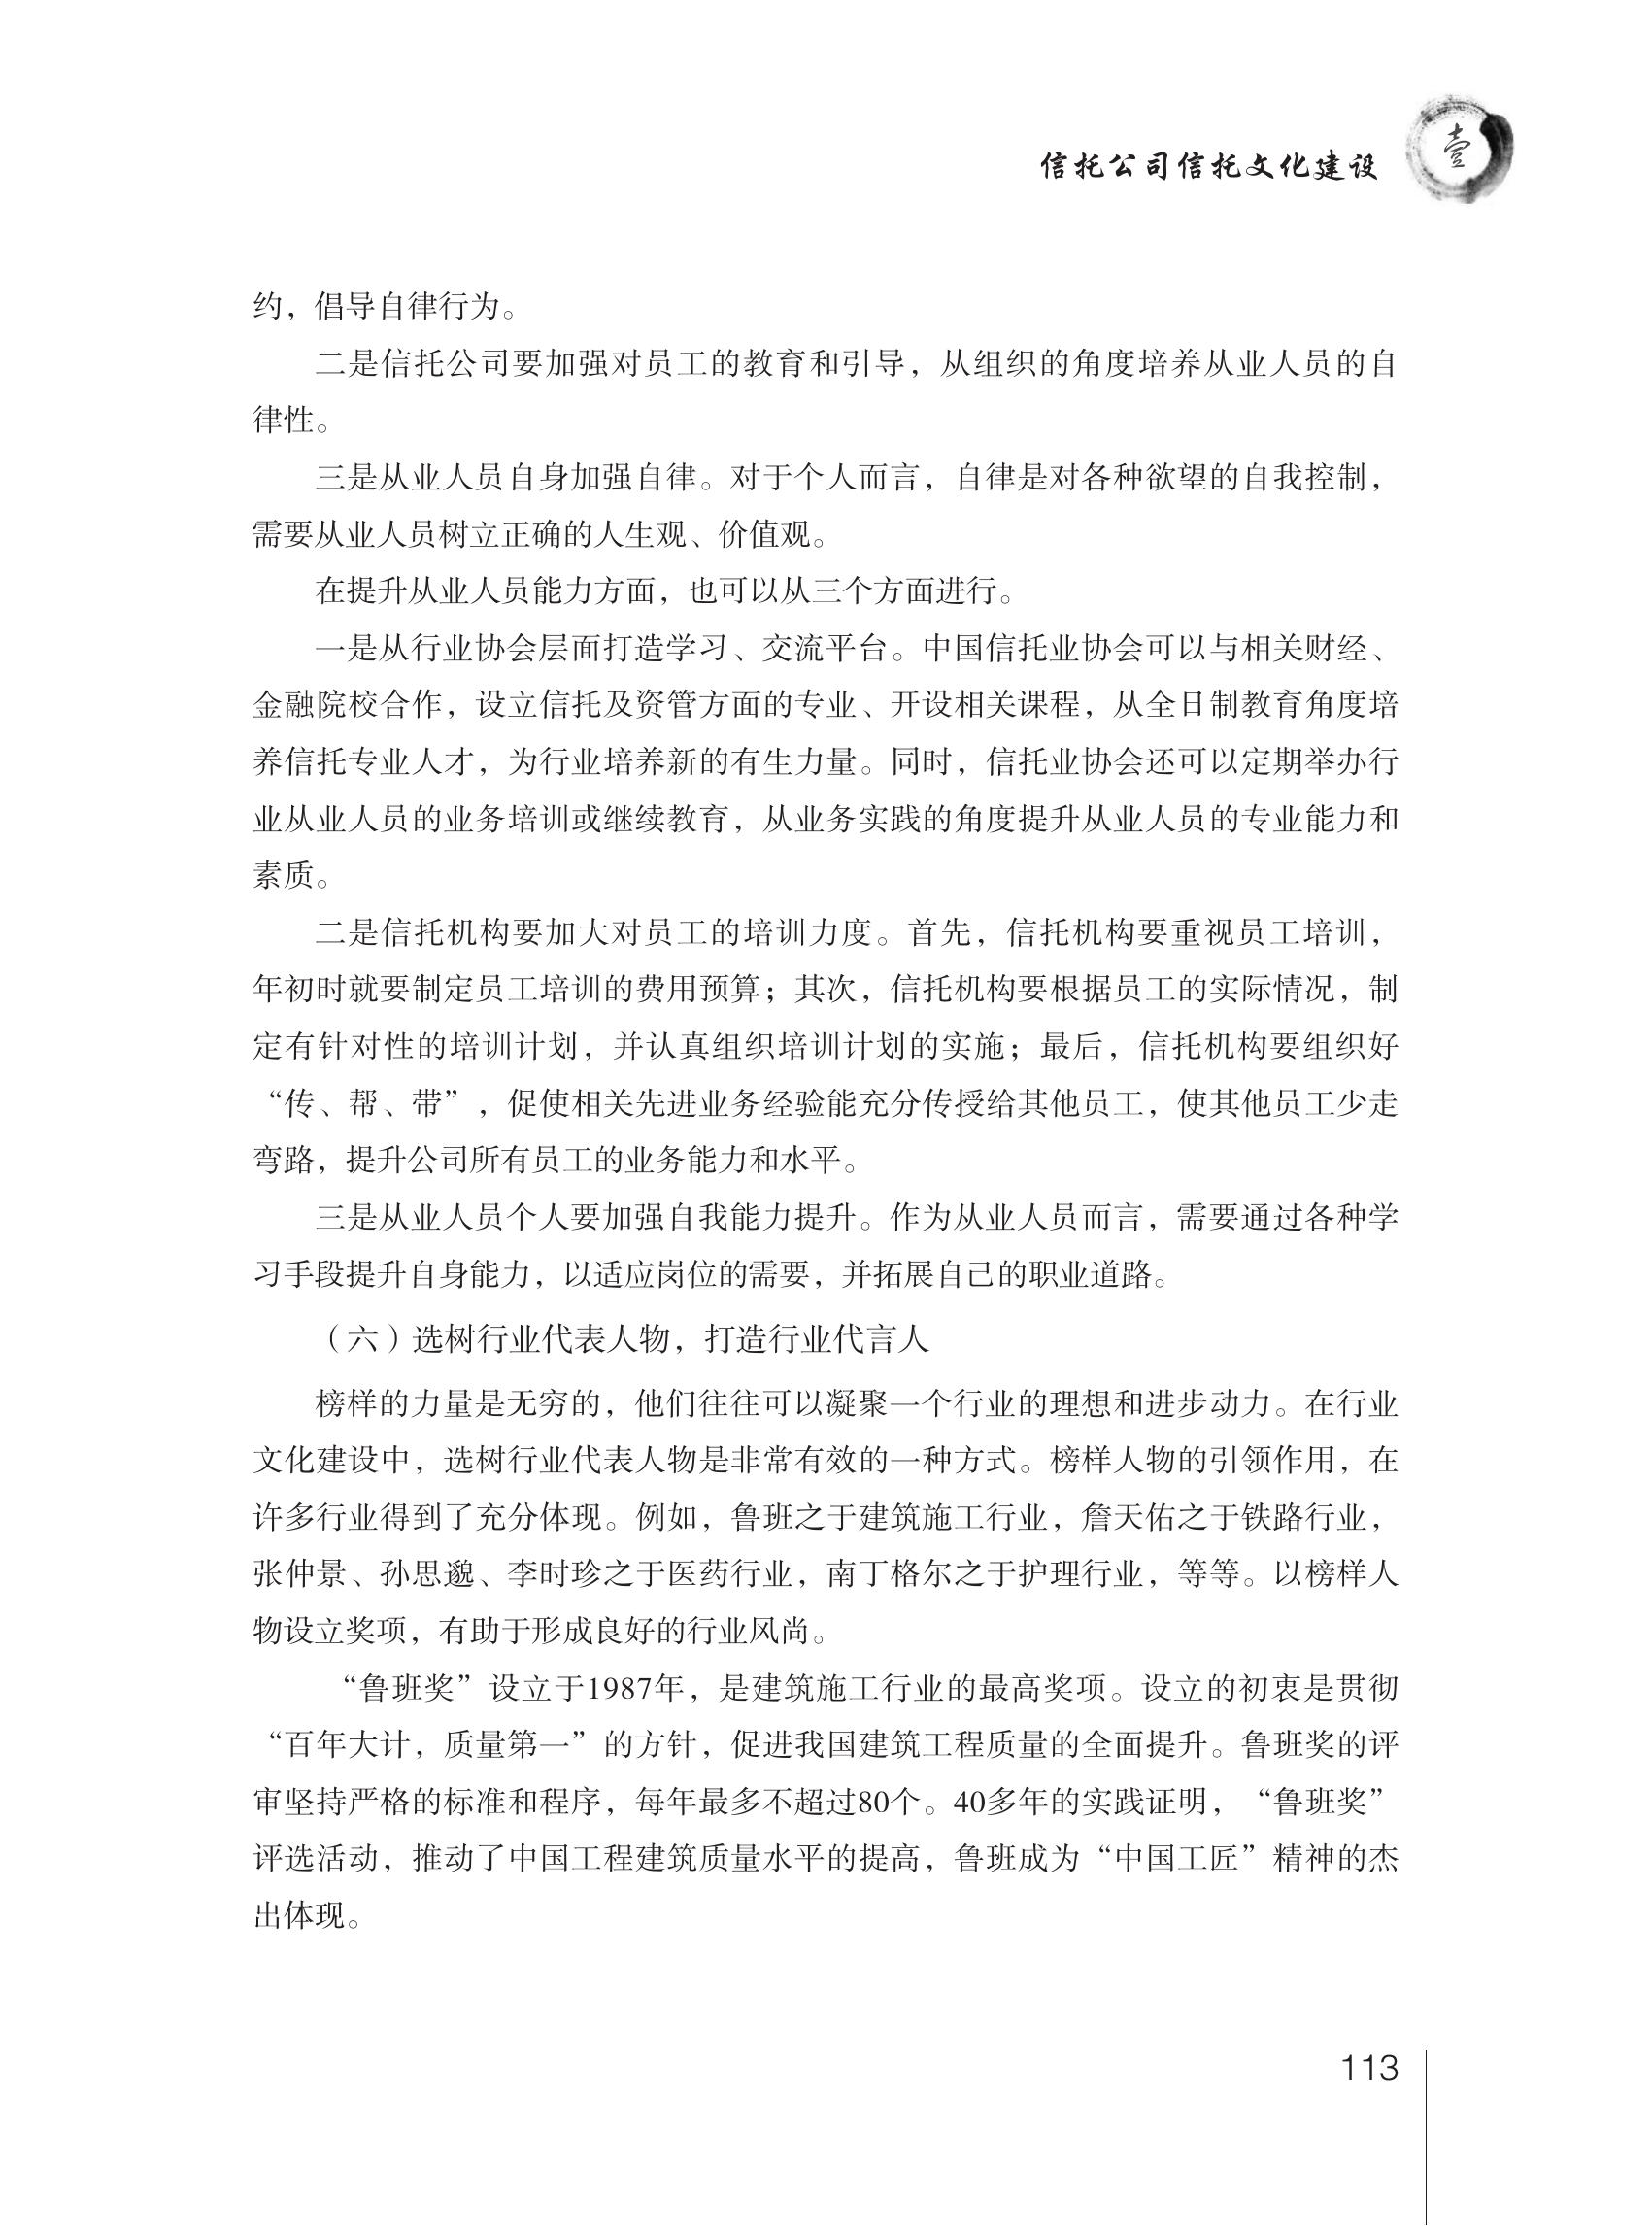 信托公司信托文化建设
壹
约，倡导自律行为。
二是信托公司要加强对员工的教育和引导，从组织的角度培养从业人员的自
律性。
三是从业人员自身加强自律。对于个人而言，自律是对各种欲望的自我控制，
需要从业人员树立正确的人生观、价值观。
在提升从业人员能力方面，也可以从三个方面进行。
一是从行业协会层面打造学习、交流平台。中国信托业协会可以与相关财经、
金融院校合作，设立信托及资管方面的专业、开设相关课程，从全日制教育角度培
养信托专业人才，为行业培养新的有生力量。同时，信托业协会还可以定期举办行
业从业人员的业务培训或继续教育，从业务实践的角度提升从业人员的专业能力和
素质。
二是信托机构要加大对员工的培训力度。首先，信托机构要重视员工培训，
年初时就要制定员工培训的费用预算；其次，信托机构要根据员工的实际情况，制
定有针对性的培训计划，并认真组织培训计划的实施；最后，信托机构要组织好
“传、帮、带”，促使相关先进业务经验能充分传授给其他员工，使其他员工少走
弯路，提升公司所有员工的业务能力和水平。
三是从业人员个人要加强自我能力提升。作为从业人员而言，需要通过各种学
习手段提升自身能力，以适应岗位的需要，并拓展自己的职业道路。
（六）选树行业代表人物，打造行业代言人
榜样的力量是无穷的，他们往往可以凝聚一个行业的理想和进步动力。在行业
文化建设中，选树行业代表人物是非常有效的一种方式。榜样人物的引领作用，在
许多行业得到了充分体现。例如，鲁班之于建筑施工行业，詹天佑之于铁路行业，
张仲景、孙思邈、李时珍之于医药行业，南丁格尔之于护理行业，等等。以榜样人
物设立奖项，有助于形成良好的行业风尚。
“鲁班奖”设立于1987年，是建筑施工行业的最高奖项。设立的初衷是贯彻
“百年大计，质量第一”的方针，促进我国建筑工程质量的全面提升。鲁班奖的评
审坚持严格的标准和程序，每年最多不超过80个。40多年的实践证明，“鲁班奖”
评选活动，推动了中国工程建筑质量水平的提高，鲁班成为“中国工匠”精神的杰
出体现。
113